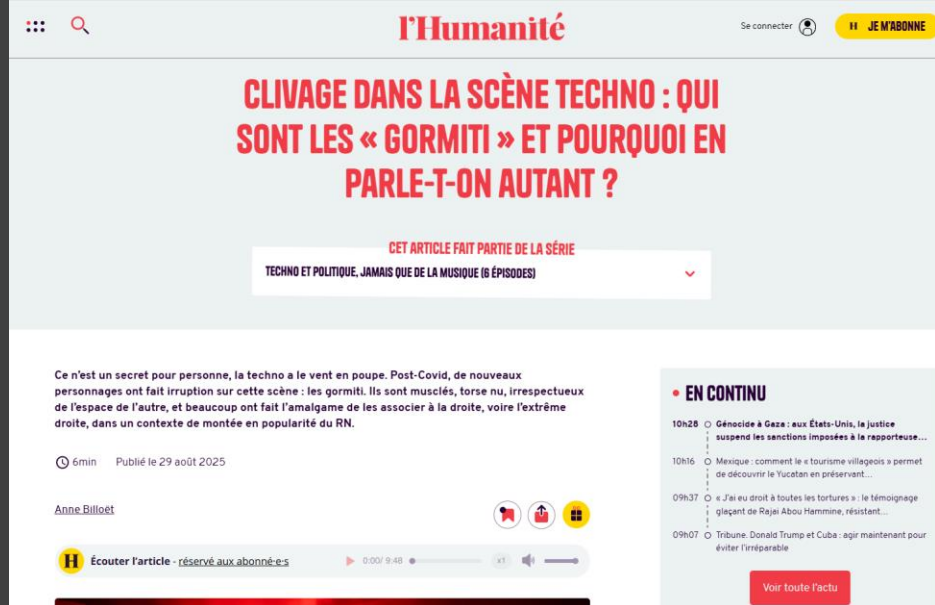 l'Humanité
Se connecter
H JE M'ABONNE
CLIVAGE DANS LA SCÈNE TECHNO : QUI
SONT LES « GORMITI » ET POURQUOI EN
PARLE-T-ON AUTANT ?
CET ARTICLE FAIT PARTIE DE LA SÉRIE
TECHNO ET POLITIQUE, JAMAIS QUE DE LA MUSIQUE (6 ÉPISODES)
Ce n'est un secret pour personne, la techno a le vent en poupe. Post-Covid, de nouveaux
personnages ont fait irruption sur cette scène : les gormiti. Ils sont musclés, torse nu, irrespectueux
de l'espace de l'autre, et beaucoup ont fait l'amalgame de les associer à la droite, voire l'extrême
droite, dans un contexte de montée en popularité du RN.
6min Publié le 29 août 2025
Anne Billoët
H Écouter l'article - réservé aux abonné·e·s
0:00/ 9:48
x1
EN CONTINU
10h28 Génocide à Gaza : aux États-Unis, la justice
suspend les sanctions imposées à la rapporteuse...
10h16 Mexique : comment le « tourisme villageois » permet
de découvrir le Yucatan en préservant...
09h37 « J'ai eu droit à toutes les tortures » : le témoignage
glaçant de Rajai Abou Hammine, résistant...
09h07 Tribune. Donald Trump et Cuba : agir maintenant pour
éviter l'irréparable
Voir toute l'actu